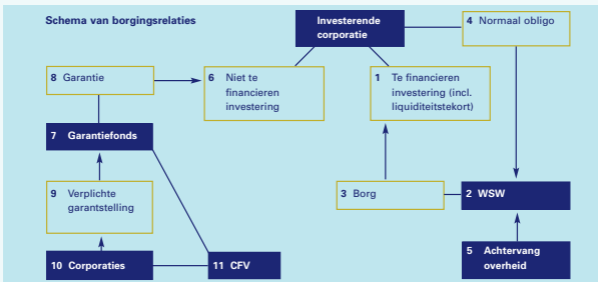 Schema van borgingsrelaties
Investerende
corporatie
4 Normaal obligo
8 Garantie
6 Niet te
financieren
investering
1 Te financieren
investering (incl.
liquiditeitstekort)
7 Garantiefonds
9 Verplichte
garantstelling
3 Borg
2 WSW
10 Corporaties
11 CFV
5 Achtervang
overheid